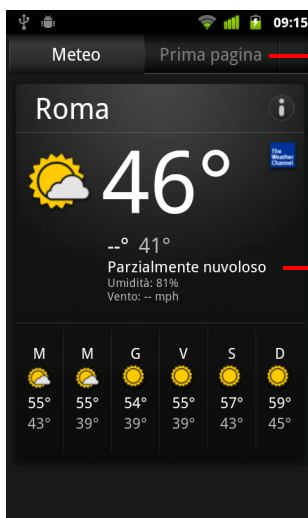 09:15
Meteo Prima pagina
Roma
46°
The Weather Channel
--° 41°
Parzialmente nuvoloso
Umidità: 81%
Vento: -- mph
M M G V S D
55° 55° 54° 55° 57° 59°
43° 39° 39° 39° 43° 45°